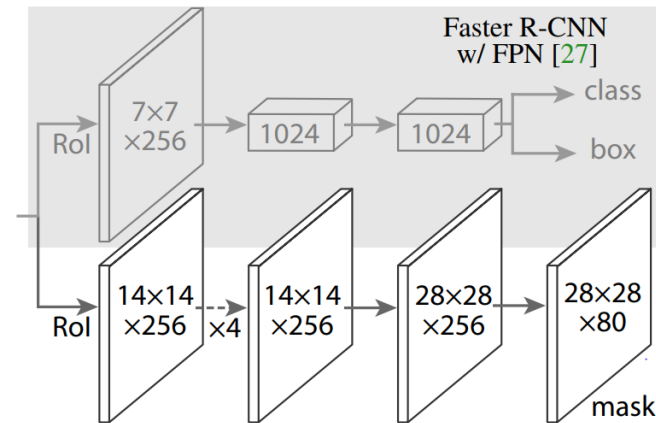 Faster R-CNN
w/ FPN [27]
RoI
7×7
×256
1024
1024
class
box
RoI
14×14
×256
×4
14×14
×256
28×28
×256
28×28
×80
mask